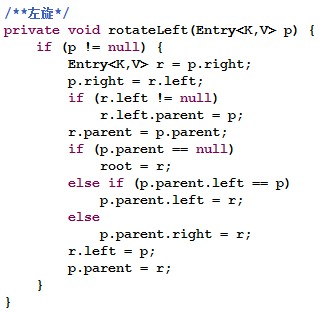 /**左旋*/
private void rotateLeft(Entry<K,V> p) {
    if (p != null) {
        Entry<K,V> r = p.right;
        p.right = r.left;
        if (r.left != null)
            r.left.parent = p;
        r.parent = p.parent;
        if (p.parent == null)
            root = r;
        else if (p.parent.left == p)
            p.parent.left = r;
        else
            p.parent.right = r;
        r.left = p;
        p.parent = r;
    }
}